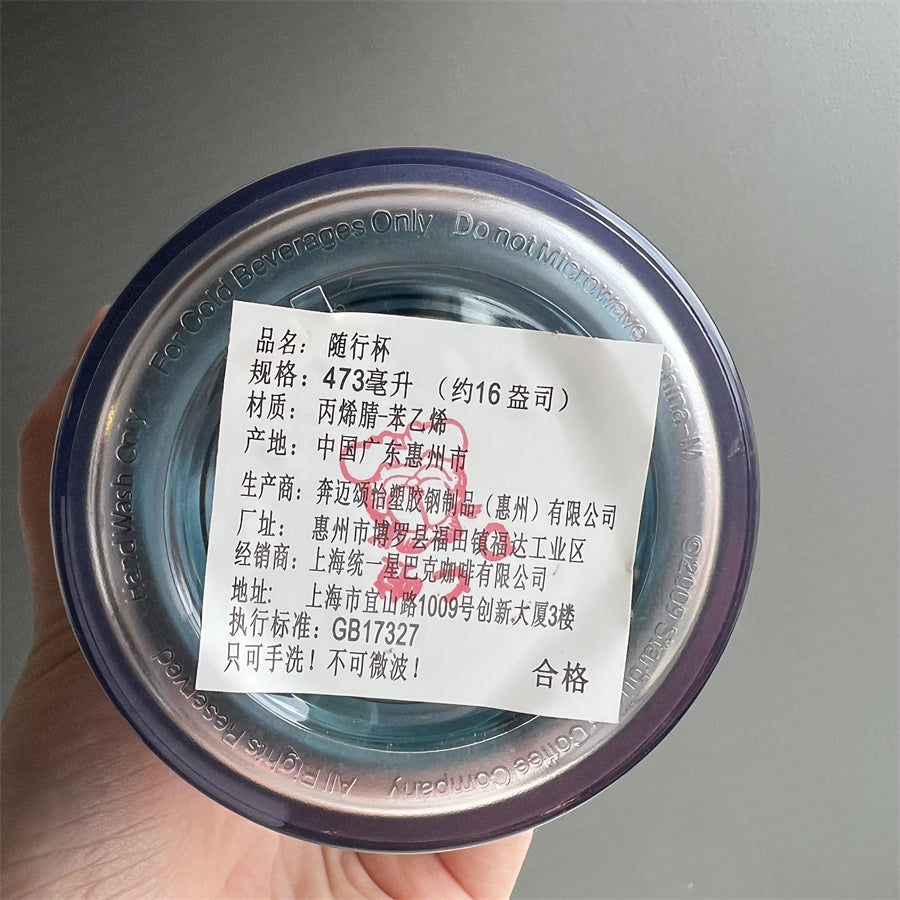 品名： 随行杯
规格：473毫升 （约16 盎司）
材质： 丙烯腈-苯乙烯
产地： 中国广东惠州市
生产商：奔迈颂怡塑胶钢制品（惠州）有限公司
厂址： 惠州市博罗县福田镇福达工业区
经销商：上海统一星巴克咖啡有限公司
地址： 上海市宜山路1009号创新大厦3楼
执行标准：GB17327
只可手洗！不可微波！
合格
Hand Wash Only
For Cold Beverages Only
Do not Microwave
China-M
©2009 Starbu
Coffee Company
All Rights Reserved
SPARDUCKS